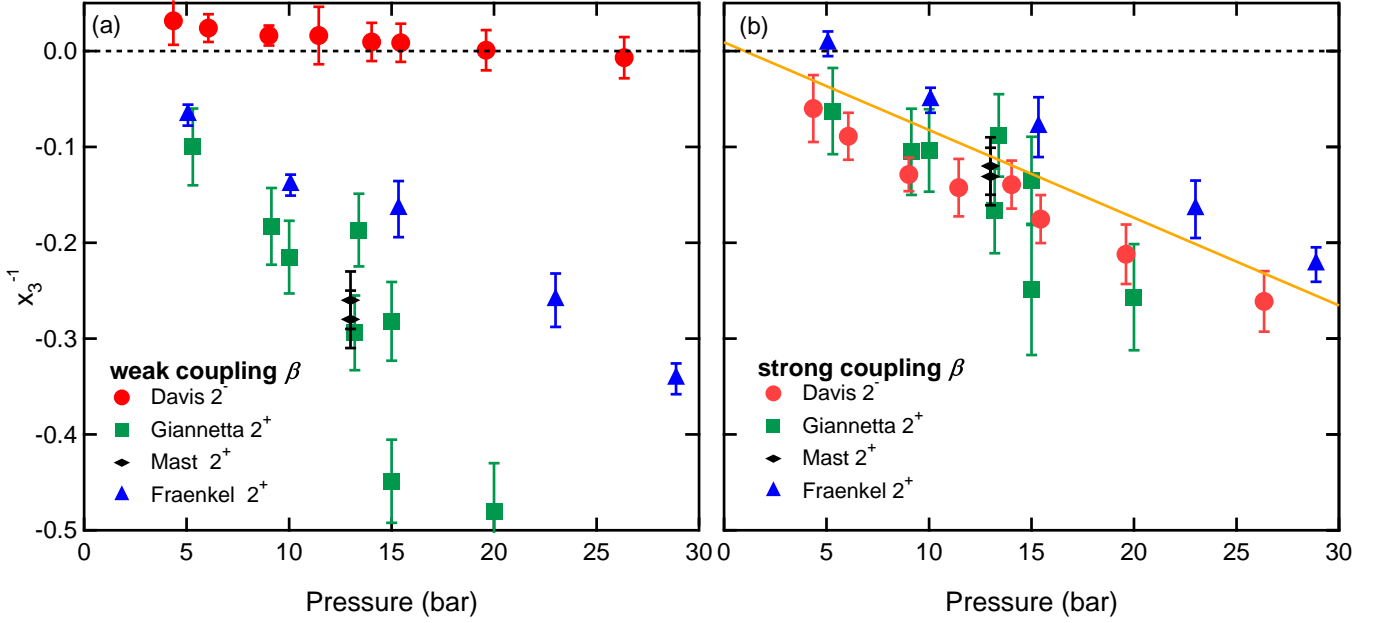 (a)
0.0
-0.1
-0.2
-0.3
-0.4
-0.5
x₃⁻¹
weak coupling β
Davis 2⁻
Giannetta 2⁺
Mast 2⁺
Fraenkel 2⁺
0 5 10 15 20 25 30
Pressure (bar)
(b)
strong coupling β
Davis 2⁻
Giannetta 2⁺
Mast 2⁺
Fraenkel 2⁺
0 5 10 15 20 25 30
Pressure (bar)